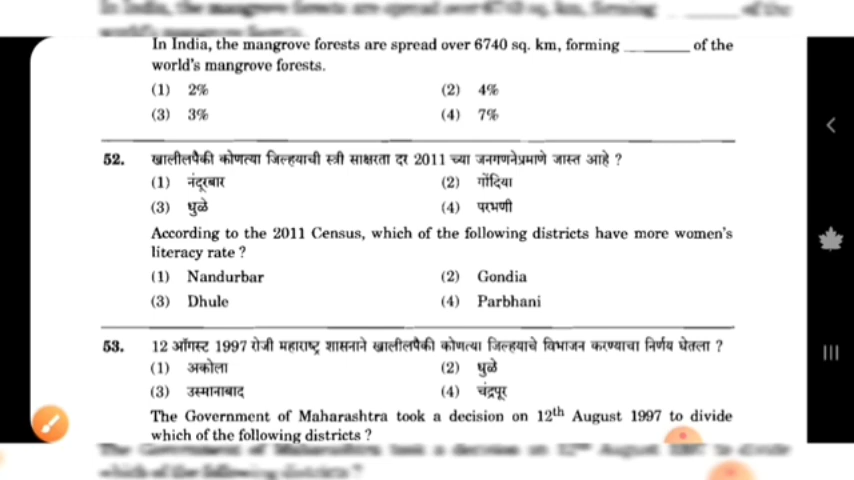 In India, the mangrove forests are spread over 6740 sq. km, forming ________ of the
world's mangrove forests.
(1) 2% (2) 4%
(3) 3% (4) 7%
52. खालीलपैकी कोणत्या जिल्हयाची स्त्री साक्षरता दर 2011 च्या जनगणनेप्रमाणे जास्त आहे ?
(1) नंदूरबार (2) गोंदिया
(3) धुळे (4) परभणी
According to the 2011 Census, which of the following districts have more women's
literacy rate ?
(1) Nandurbar (2) Gondia
(3) Dhule (4) Parbhani
53. 12 ऑगस्ट 1997 रोजी महाराष्ट्र शासनाने खालीलपैकी कोणत्या जिल्हयाचे विभाजन करण्याचा निर्णय घेतला ?
(1) अकोला (2) धुळे
(3) उस्मानाबाद (4) चंद्रपूर
The Government of Maharashtra took a decision on 12th August 1997 to divide
which of the following districts ?